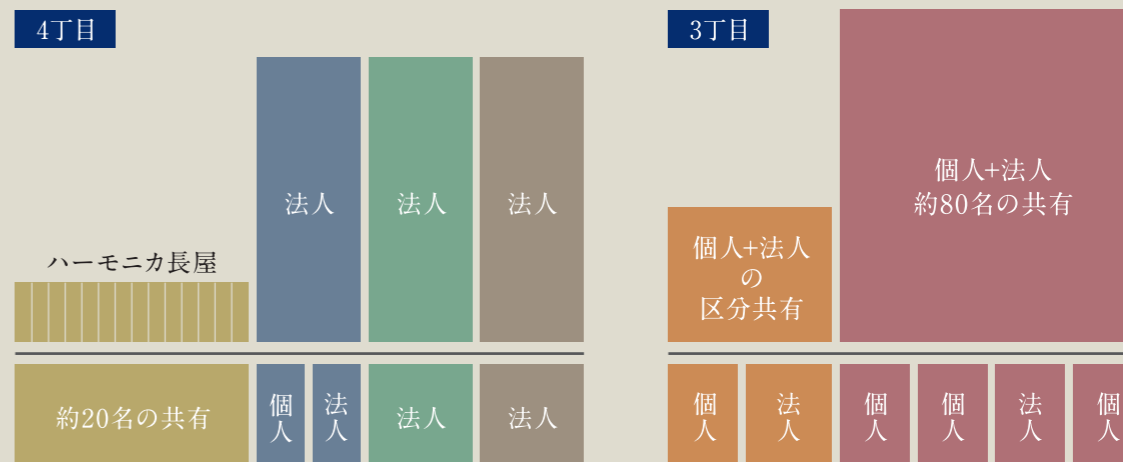 4丁目
ハーモニカ長屋
法人
法人
法人
約20名の共有
個人
法人
法人
法人
3丁目
個人+法人
の
区分共有
個人+法人
約80名の共有
個人
法人
個人
個人
法人
個人